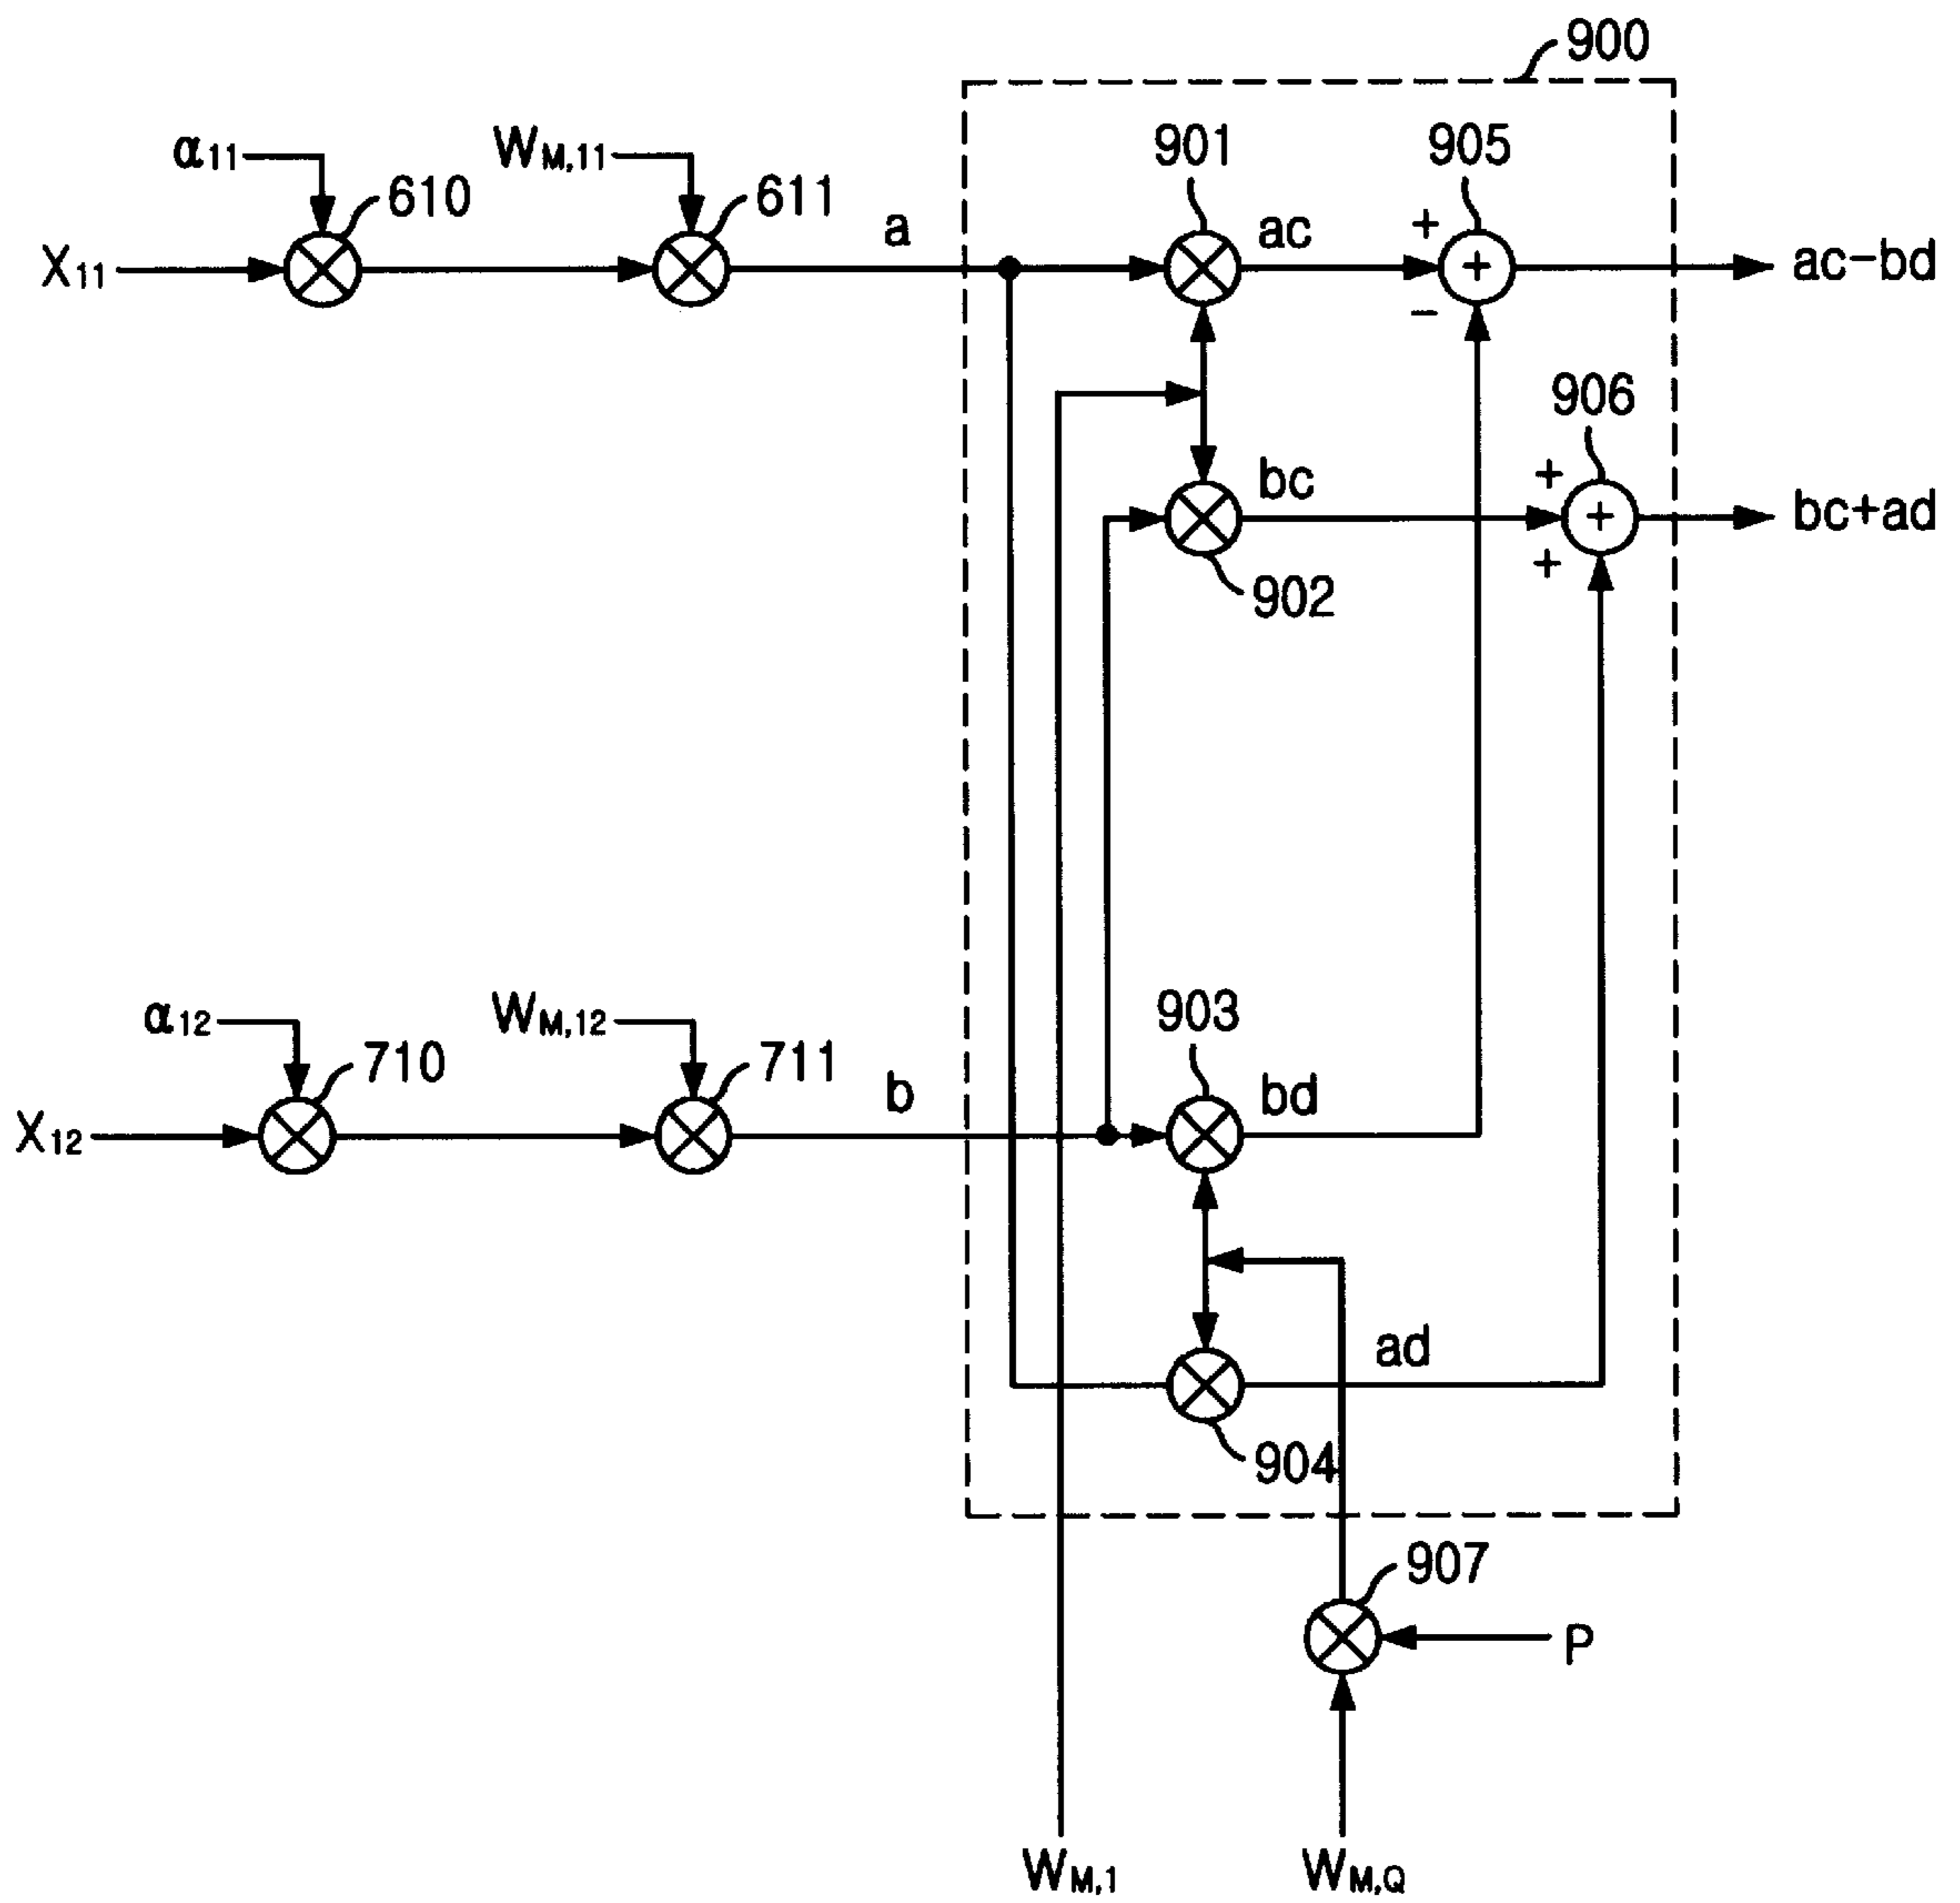 900
901
905
α11
WM,11
610
611
a
ac
+
X11
+
ac-bd
-
906
bc
+
+
bc+ad
+
902
α12
WM,12
903
710
711
b
bd
X12
ad
904
907
P
WM,1
WM,Q